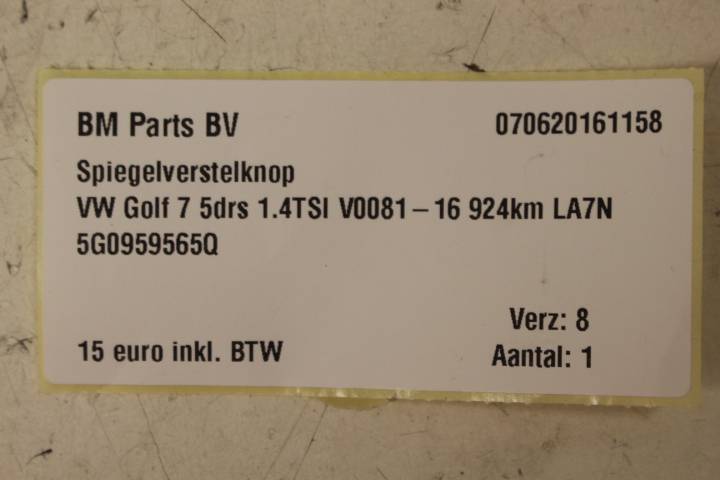 BM Parts BV 070620161158
Spiegelverstelknop
VW Golf 7 5drs 1.4TSI V0081 – 16 924km LA7N
5G0959565Q
Verz: 8
15 euro inkl. BTW Aantal: 1